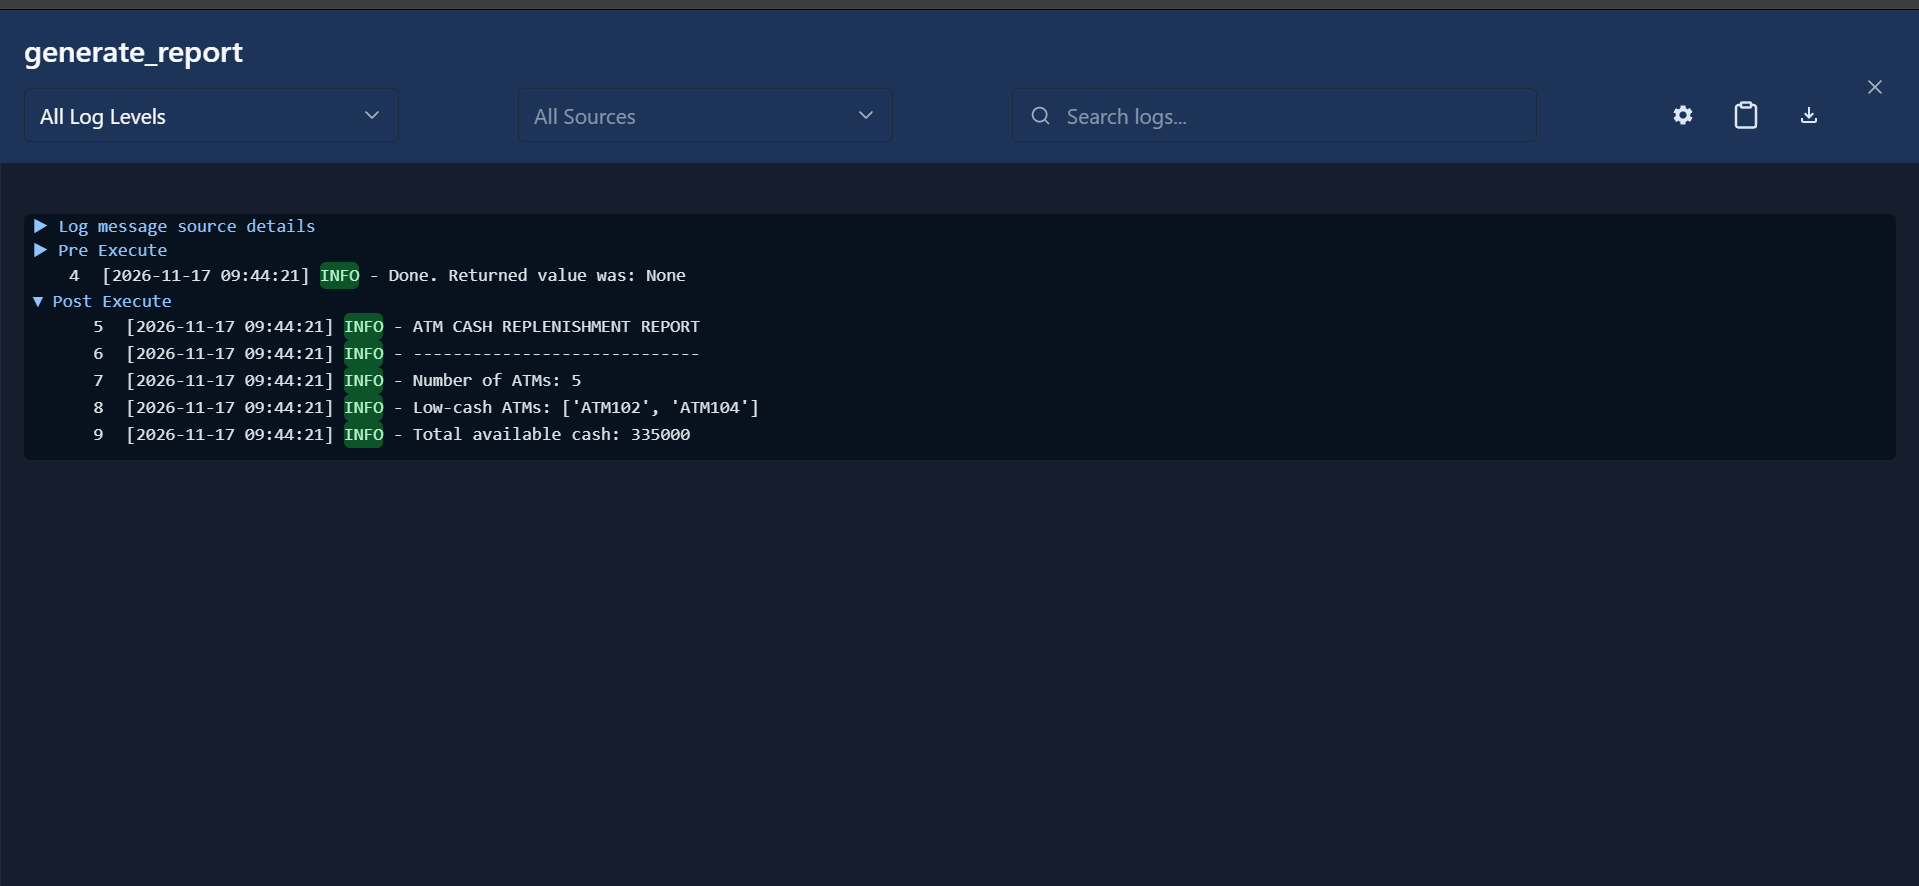 generate_report
All Log Levels
All Sources
Search logs...
▶ Log message source details
▶ Pre Execute
4 [2026-11-17 09:44:21] INFO - Done. Returned value was: None
▼ Post Execute
5 [2026-11-17 09:44:21] INFO - ATM CASH REPLENISHMENT REPORT
6 [2026-11-17 09:44:21] INFO - -----------------------------
7 [2026-11-17 09:44:21] INFO - Number of ATMs: 5
8 [2026-11-17 09:44:21] INFO - Low-cash ATMs: ['ATM102', 'ATM104']
9 [2026-11-17 09:44:21] INFO - Total available cash: 335000